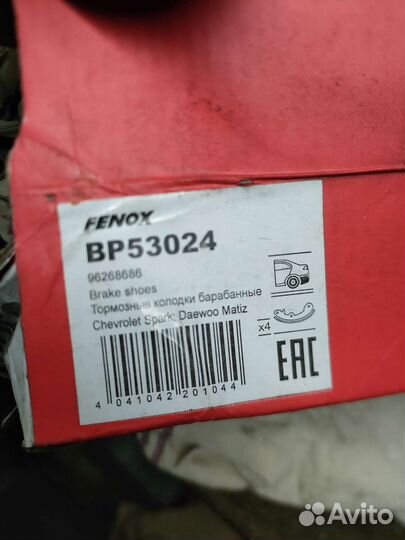 FENOX
BP53024
96268686
Brake shoes
Тормозные колодки барабанные
Chevrolet Spark; Daewoo Matiz
x4
EAC
4 041042 201044
Avito